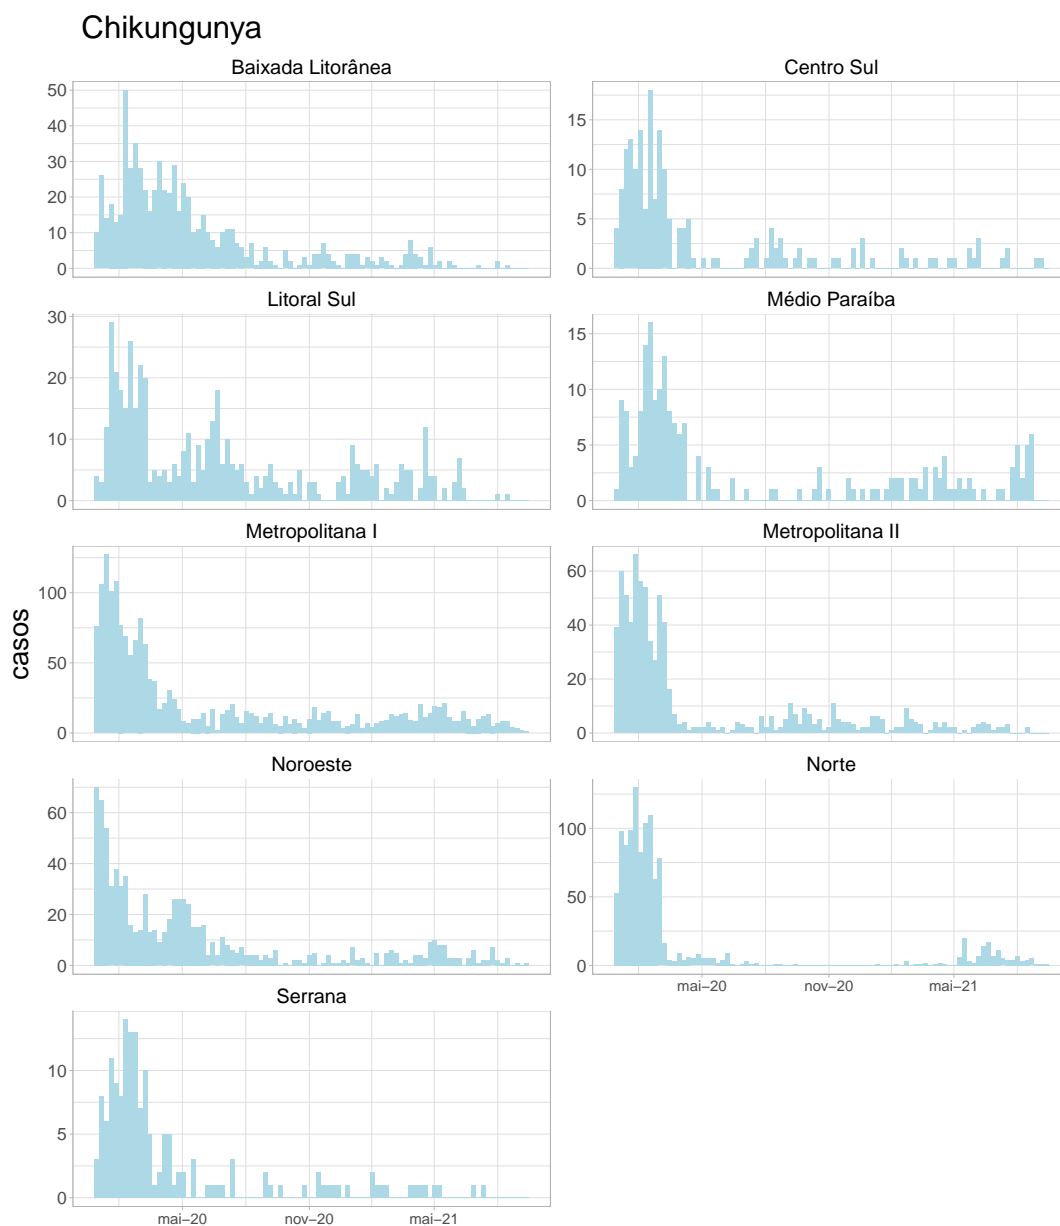 Chikungunya
Baixada Litorânea
Centro Sul
50
40
30
20
10
0
15
10
5
0
Litoral Sul
Médio Paraíba
30
20
10
0
15
10
5
0
Metropolitana I
Metropolitana II
100
50
0
60
40
20
0
casos
Noroeste
Norte
60
40
20
0
100
50
0
mai−20
nov−20
mai−21
Serrana
10
5
0
mai−20
nov−20
mai−21